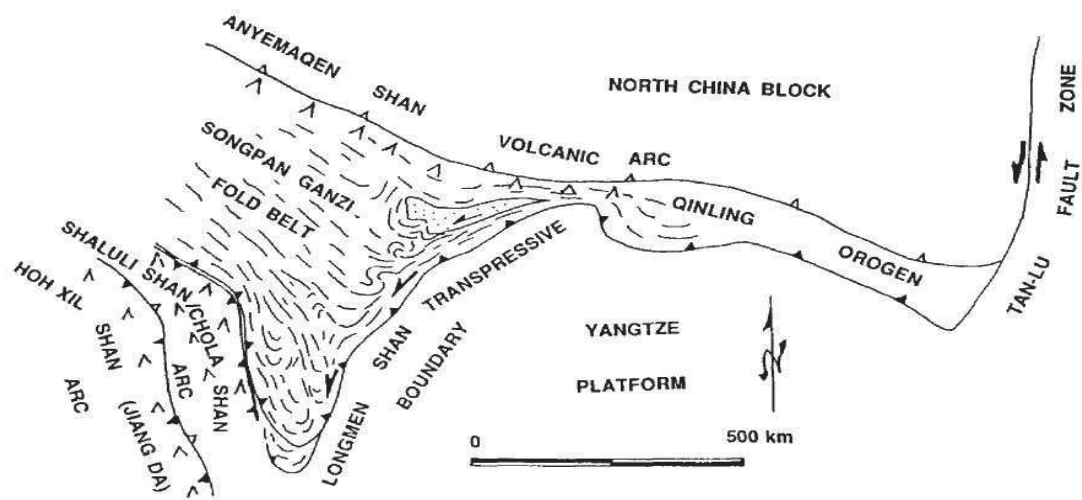 ANYEMAQEN
SHAN
VOLCANIC ARC
NORTH CHINA BLOCK
TAN-LU FAULT ZONE
SONGPAN GANZI
FOLD BELT
QINLING
OROGEN
SHALULI SHAN/CHOLA SHAN
ARC
HOH XIL
SHAN
(JIANG DA)
ARC
LONGMEN SHAN TRANSPRESSIVE
BOUNDARY
YANGTZE
PLATFORM
N
0 500 km